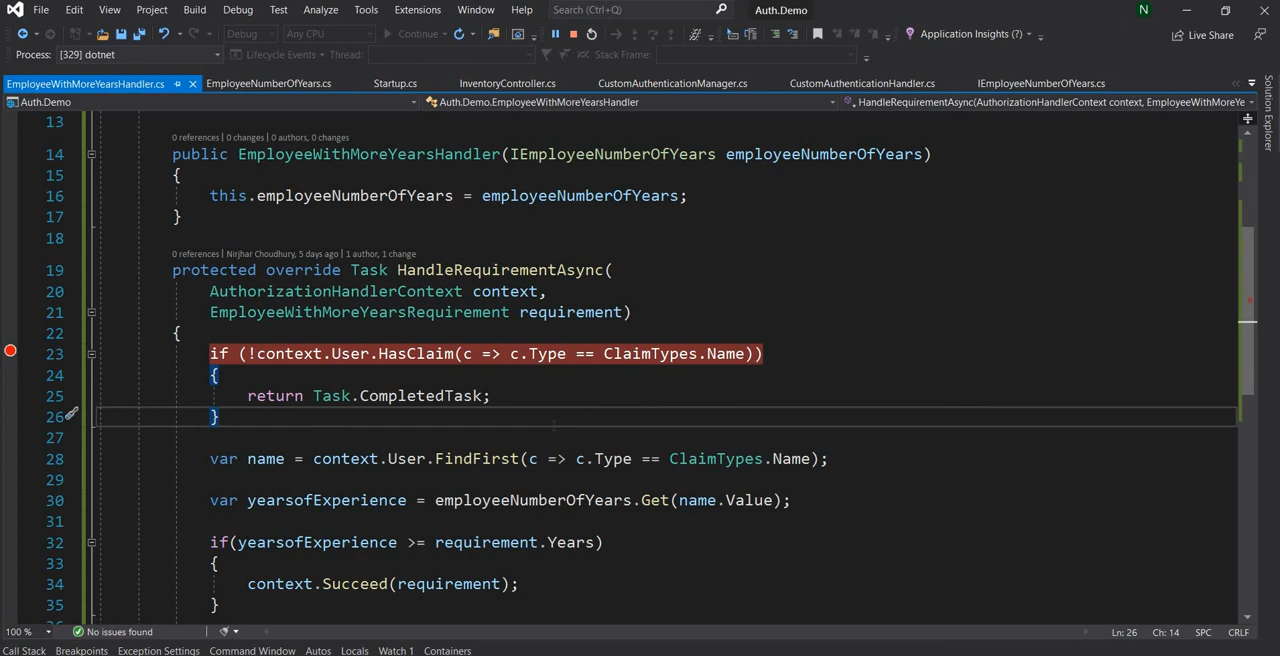 File Edit View Project Build Debug Test Analyze Tools Extensions Window Help Search (Ctrl+Q) Auth.Demo N
Debug Any CPU Continue Application Insights (?) Live Share
Process: [329] dotnet Lifecycle Events Thread: Stack Frame:
EmployeeWithMoreYearsHandler.cs EmployeeNumberOfYears.cs Startup.cs InventoryController.cs CustomAuthenticationManager.cs CustomAuthenticationHandler.cs IEmployeeNumberOfYears.cs
Auth.Demo Auth.Demo.EmployeeWithMoreYearsHandler HandleRequirementAsync(AuthorizationHandlerContext context, EmployeeWithMoreYe
Solution Explorer
13
0 references | 0 changes | 0 authors, 0 changes
14 public EmployeeWithMoreYearsHandler(IEmployeeNumberOfYears employeeNumberOfYears)
15 {
16 this.employeeNumberOfYears = employeeNumberOfYears;
17 }
18
0 references | Nirjhar Choudhury, 5 days ago | 1 author, 1 change
19 protected override Task HandleRequirementAsync(
20 AuthorizationHandlerContext context,
21 EmployeeWithMoreYearsRequirement requirement)
22 {
23 if (!context.User.HasClaim(c => c.Type == ClaimTypes.Name))
24 {
25 return Task.CompletedTask;
26 }
27
28 var name = context.User.FindFirst(c => c.Type == ClaimTypes.Name);
29
30 var yearsofExperience = employeeNumberOfYears.Get(name.Value);
31
32 if(yearsofExperience >= requirement.Years)
33 {
34 context.Succeed(requirement);
35 }
100 % No issues found Ln: 26 Ch: 14 SPC CRLF
Call Stack Breakpoints Exception Settings Command Window Autos Locals Watch 1 Containers